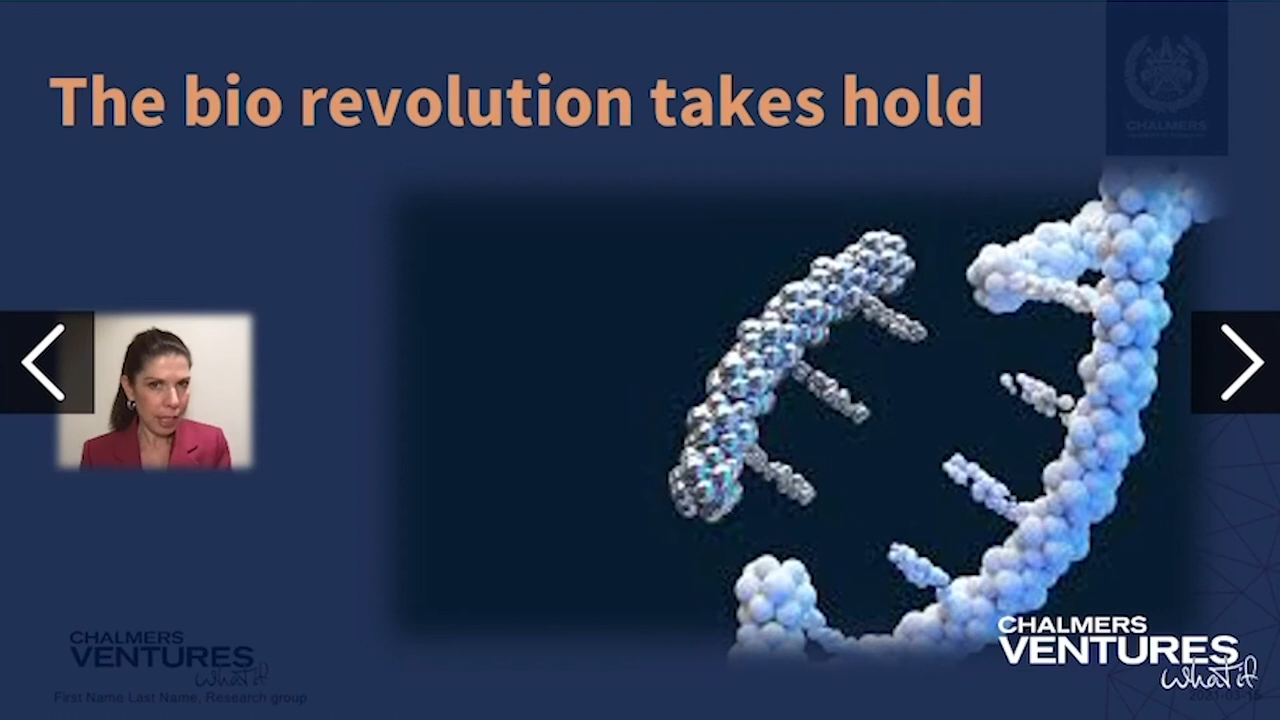 The bio revolution takes hold
CHALMERS
CHALMERS
VENTURES
what if
First Name Last Name, Research group
CHALMERS
VENTURES
what if